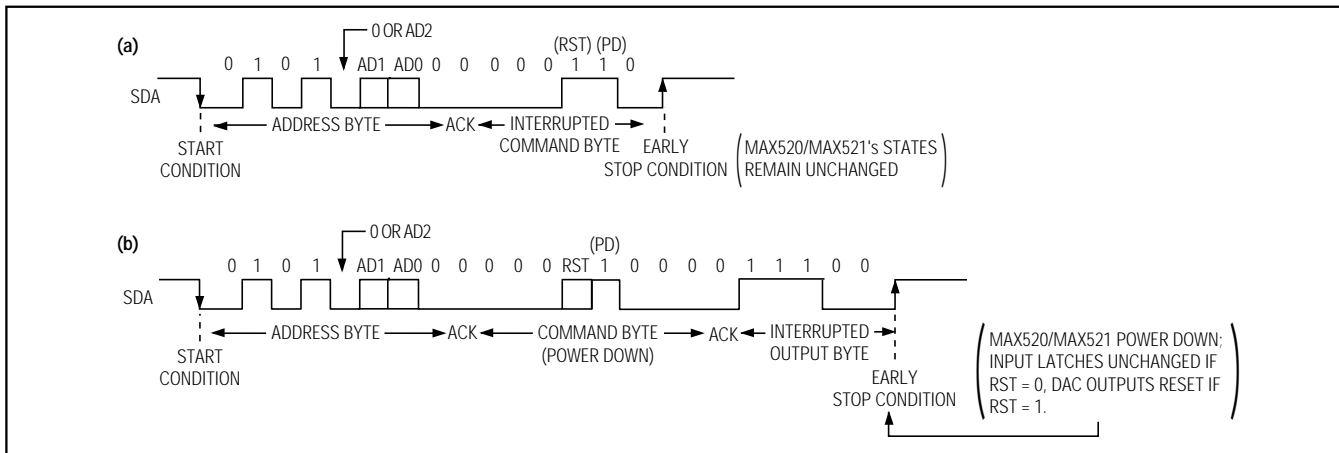 (a)
0 OR AD2
(RST) (PD)
0 1 0 1 AD1 AD0 0 0 0 0 0 1 1 0
SDA
ADDRESS BYTE ACK INTERRUPTED
COMMAND BYTE
START
CONDITION
EARLY
STOP CONDITION
(MAX520/MAX521's STATES
REMAIN UNCHANGED)
(b)
0 OR AD2
(PD)
0 1 0 1 AD1 AD0 0 0 0 0 0 RST 1 0 0 0 0 1 1 1 0 0
SDA
ADDRESS BYTE ACK COMMAND BYTE ACK INTERRUPTED
(POWER DOWN) OUTPUT BYTE
START
CONDITION
EARLY
STOP CONDITION
(MAX520/MAX521 POWER DOWN;
INPUT LATCHES UNCHANGED IF
RST = 0, DAC OUTPUTS RESET IF
RST = 1.)